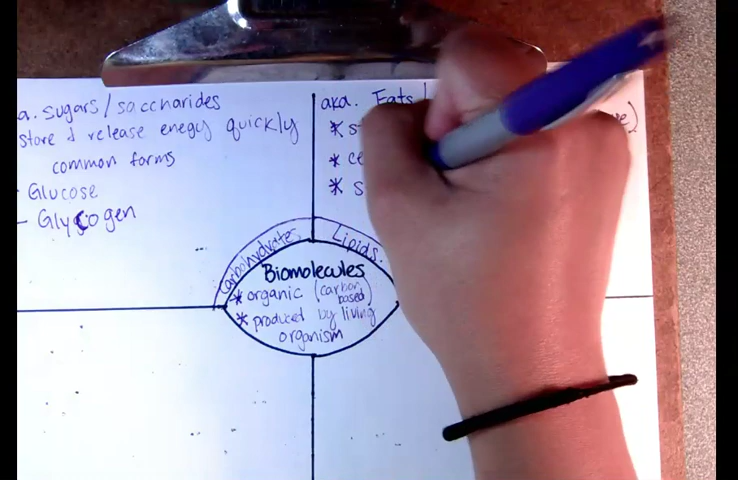 a. sugars/saccharides
store & release enegy quickly
common forms
- Glucose
- Glycogen
aka. Fats/
*
*
*
Carbohydrates
Lipids.
Biomolecules
* organic (carbon based)
* produced by living
organism